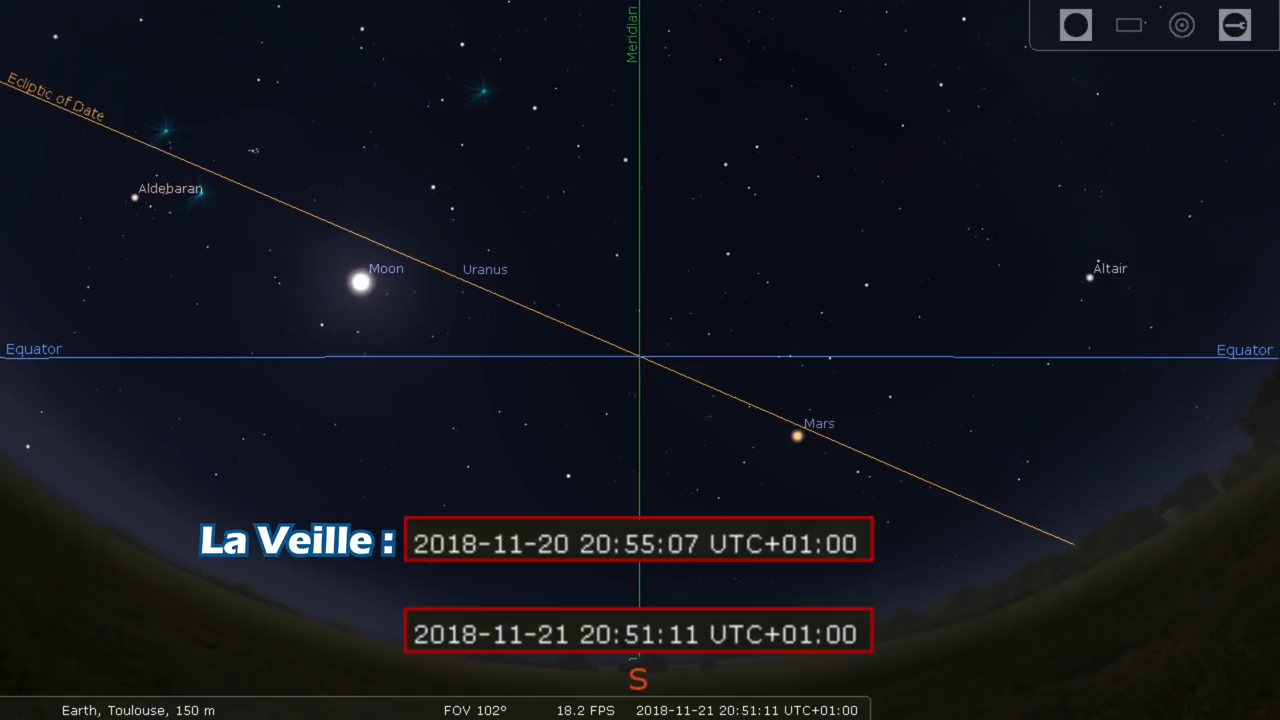 Meridian
Ecliptic of Date
Aldebaran
Moon
Uranus
Altair
Equator
Equator
Mars
La Veille :
2018-11-20 20:55:07 UTC+01:00
2018-11-21 20:51:11 UTC+01:00
S
Earth, Toulouse, 150 m
FOV 102°
18.2 FPS
2018-11-21 20:51:11 UTC+01:00